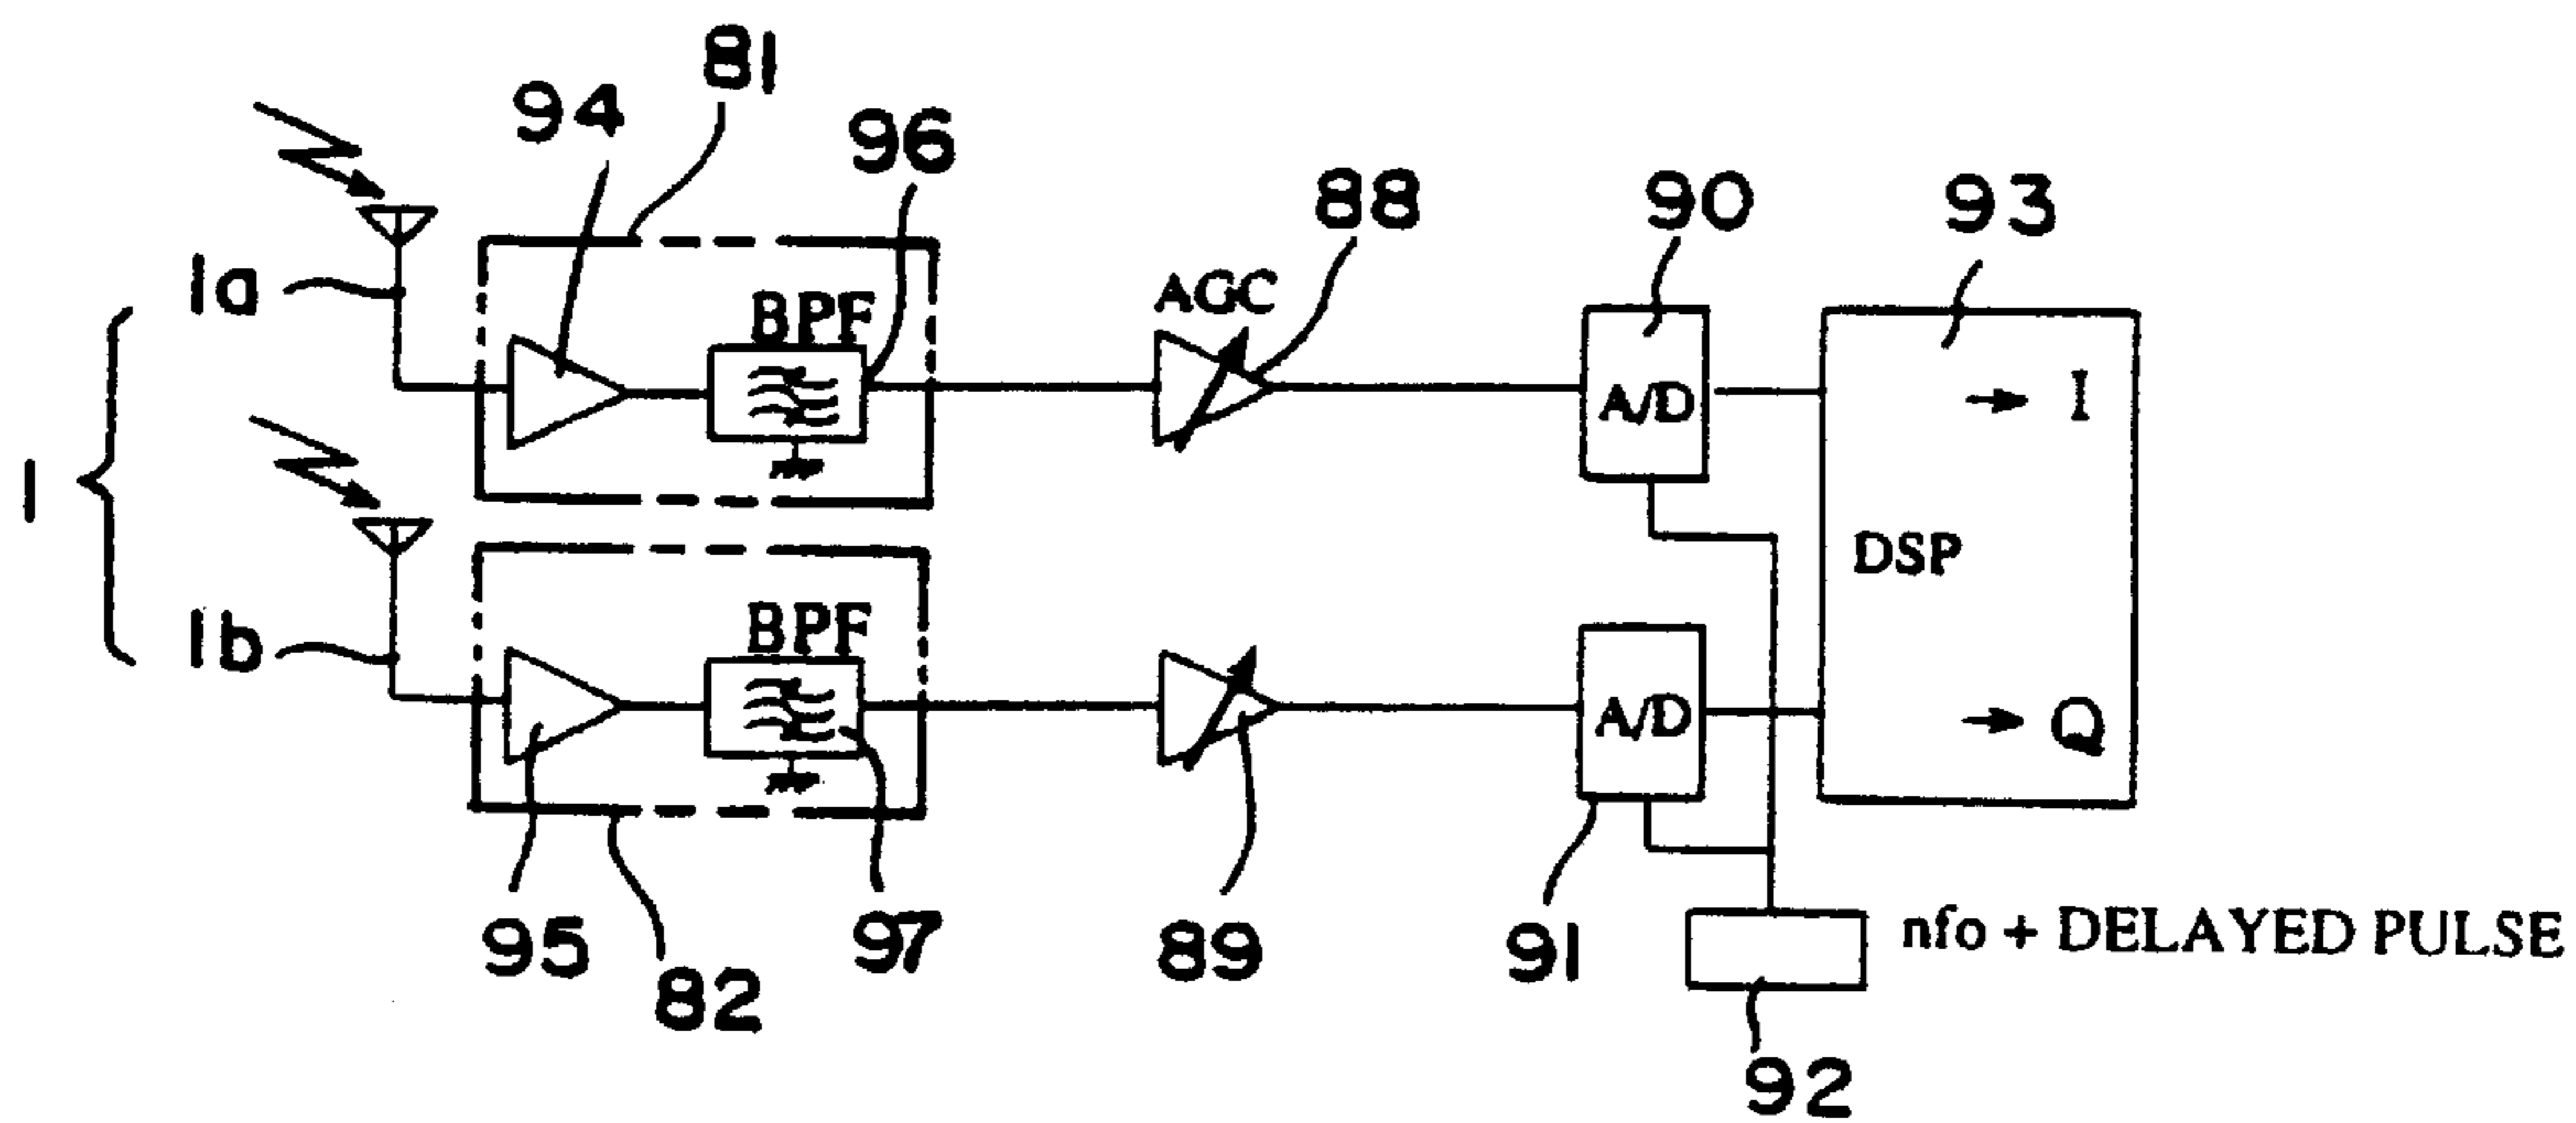 81
94
96
88
90
93
1a
AGC
BPF
A/D
I
1
DSP
1b
BPF
A/D
Q
95
82
97
89
91
nfo + DELAYED PULSE
92